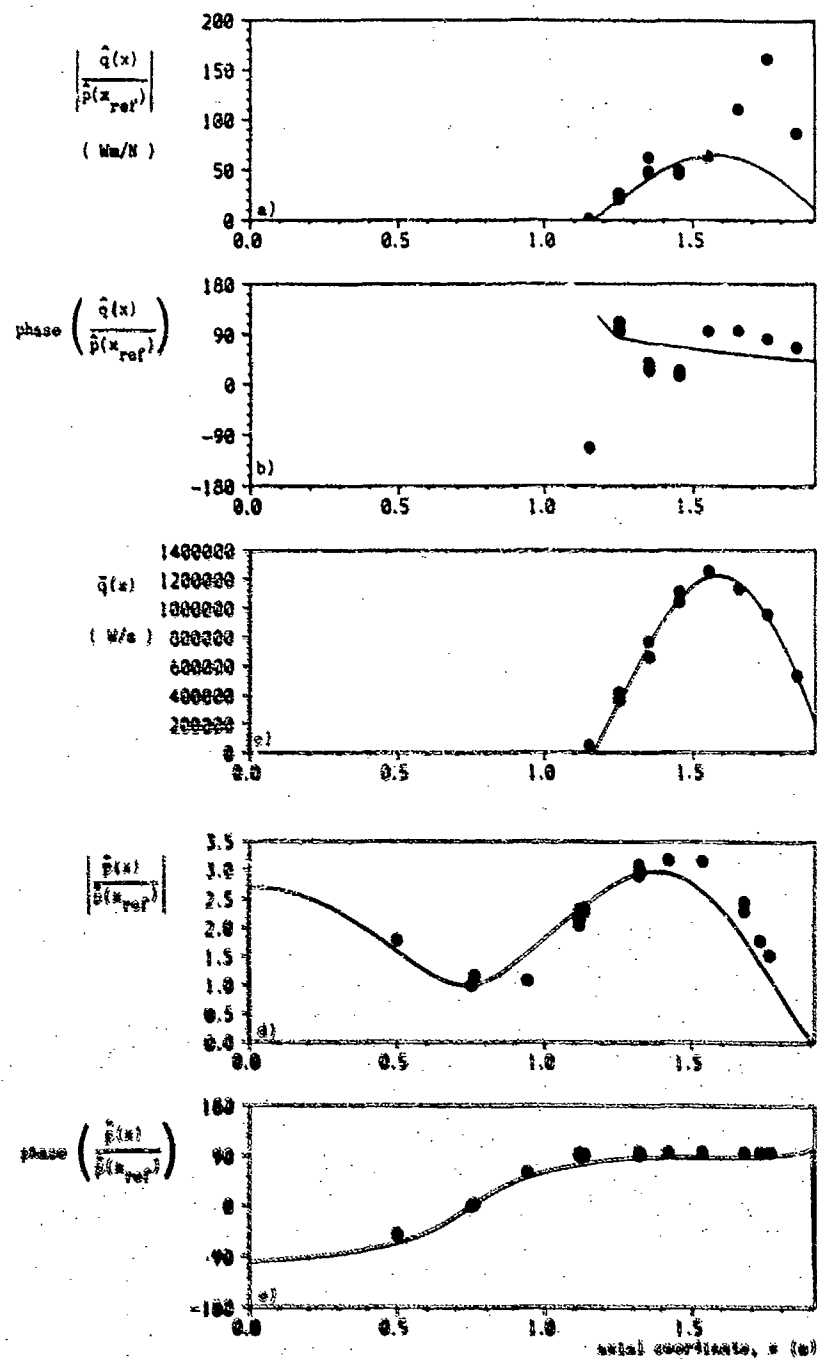 200
| q̂(x) / p̂(x_ref) |
150
100
( Wm/N )
50
0
a)
0.0 0.5 1.0 1.5
180
phase ( q̂(x) / p̂(x_ref) )
90
0
-90
-180
b)
0.0 0.5 1.0 1.5
1400000
q̄(x) 1200000
1000000
( W/m ) 800000
600000
400000
200000
0
c)
0.0 0.5 1.0 1.5
3.5
| p̂(x) / p̂(x_ref) |
3.0
2.5
2.0
1.5
1.0
0.5
0.0
d)
0.0 0.5 1.0 1.5
180
phase ( p̂(x) / p̂(x_ref) )
90
0
-90
-180
e)
0.0 0.5 1.0 1.5
axial coordinate, x (m)